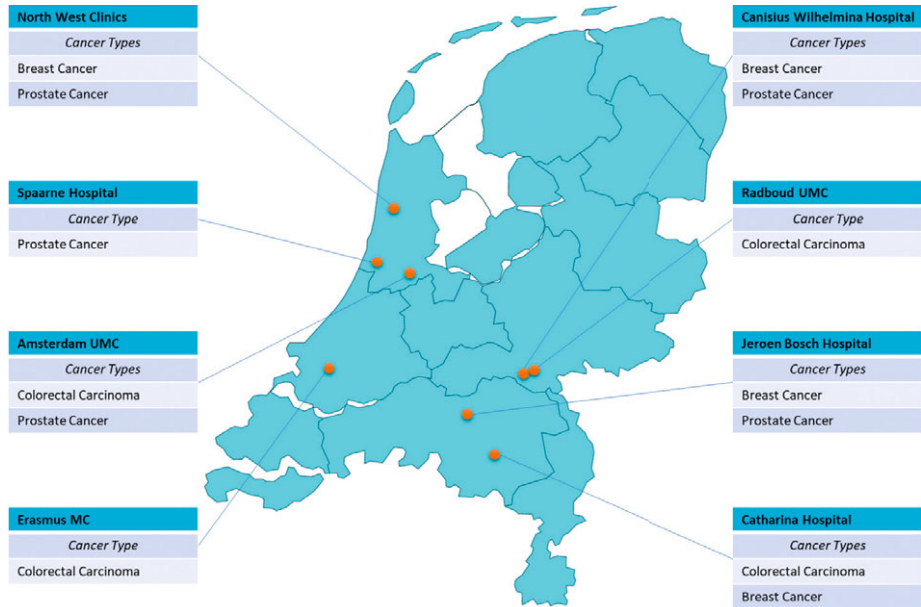 North West Clinics
Cancer Types
Breast Cancer
Prostate Cancer
Spaarne Hospital
Cancer Type
Prostate Cancer
Amsterdam UMC
Cancer Types
Colorectal Carcinoma
Prostate Cancer
Erasmus MC
Cancer Type
Colorectal Carcinoma
Canisius Wilhelmina Hospital
Cancer Types
Breast Cancer
Prostate Cancer
Radboud UMC
Cancer Type
Colorectal Carcinoma
Jeroen Bosch Hospital
Cancer Types
Breast Cancer
Prostate Cancer
Catharina Hospital
Cancer Types
Colorectal Carcinoma
Breast Cancer